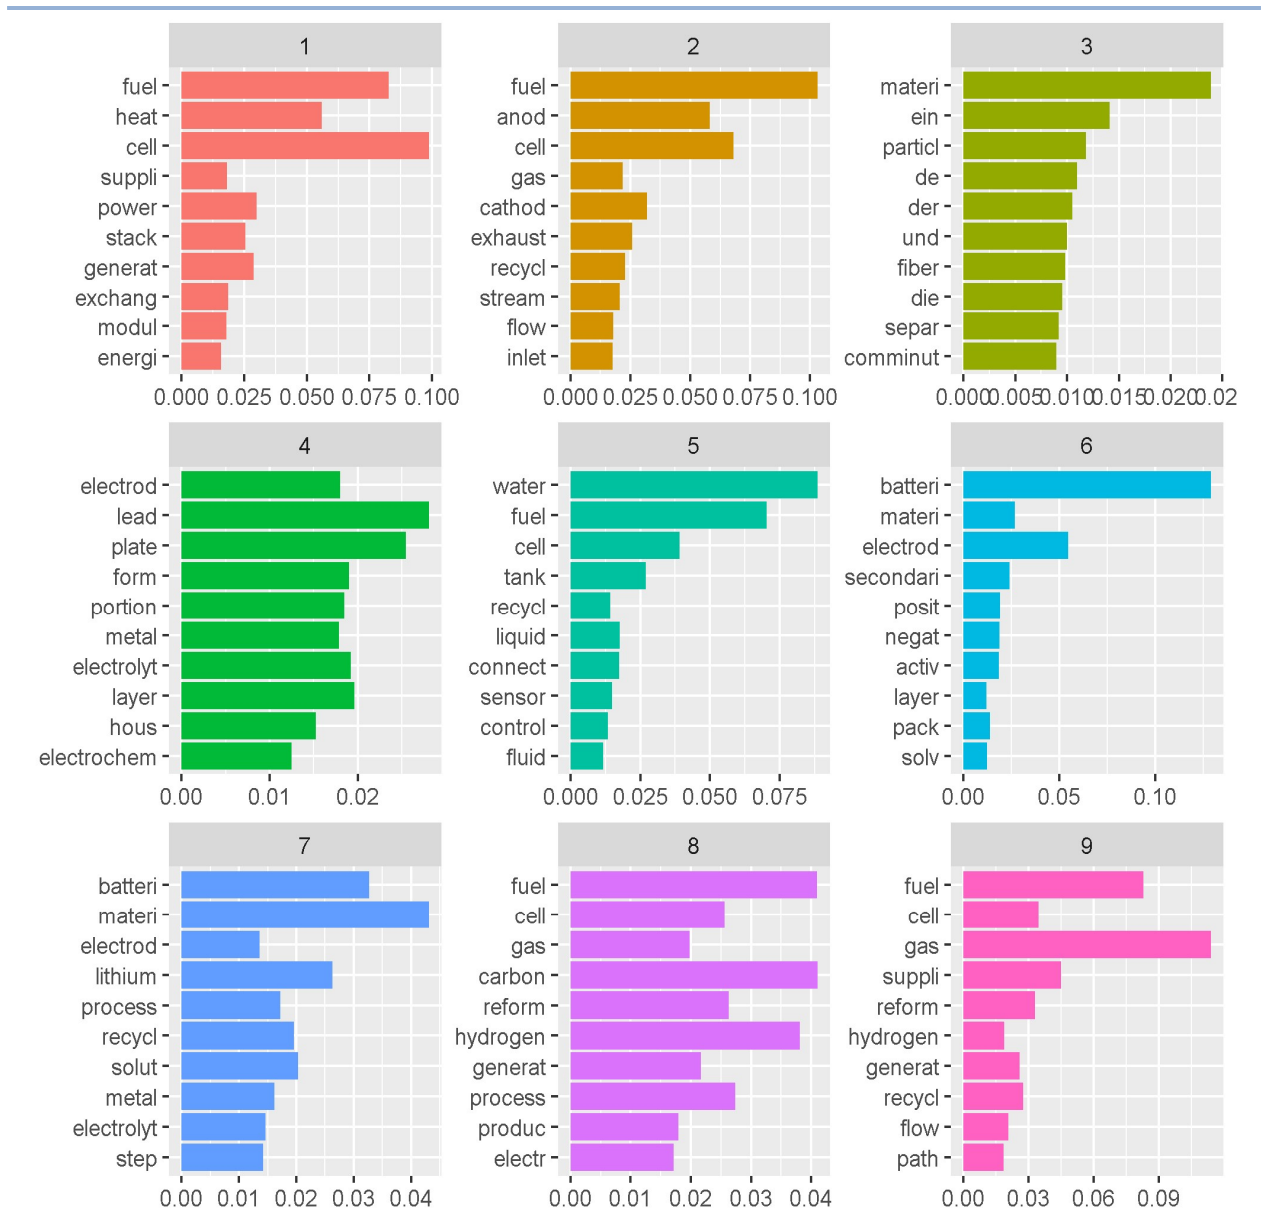 1
fuel
heat
cell
suppli
power
stack
generat
exchang
modul
energi
0.000 0.025 0.050 0.075 0.100
2
fuel
anod
cell
gas
cathod
exhaust
recycl
stream
flow
inlet
0.000 0.025 0.050 0.075 0.100
3
materi
ein
particl
de
der
und
fiber
die
separ
comminut
0.000 0.005 0.010 0.015 0.020 0.02
4
electrod
lead
plate
form
portion
metal
electrolyt
layer
hous
electrochem
0.00 0.01 0.02
5
water
fuel
cell
tank
recycl
liquid
connect
sensor
control
fluid
0.000 0.025 0.050 0.075
6
batteri
materi
electrod
secondari
posit
negat
activ
layer
pack
solv
0.00 0.05 0.10
7
batteri
materi
electrod
lithium
process
recycl
solut
metal
electrolyt
step
0.00 0.01 0.02 0.03 0.04
8
fuel
cell
gas
carbon
reform
hydrogen
generat
process
produc
electr
0.00 0.01 0.02 0.03 0.04
9
fuel
cell
gas
suppli
reform
hydrogen
generat
recycl
flow
path
0.00 0.03 0.06 0.09